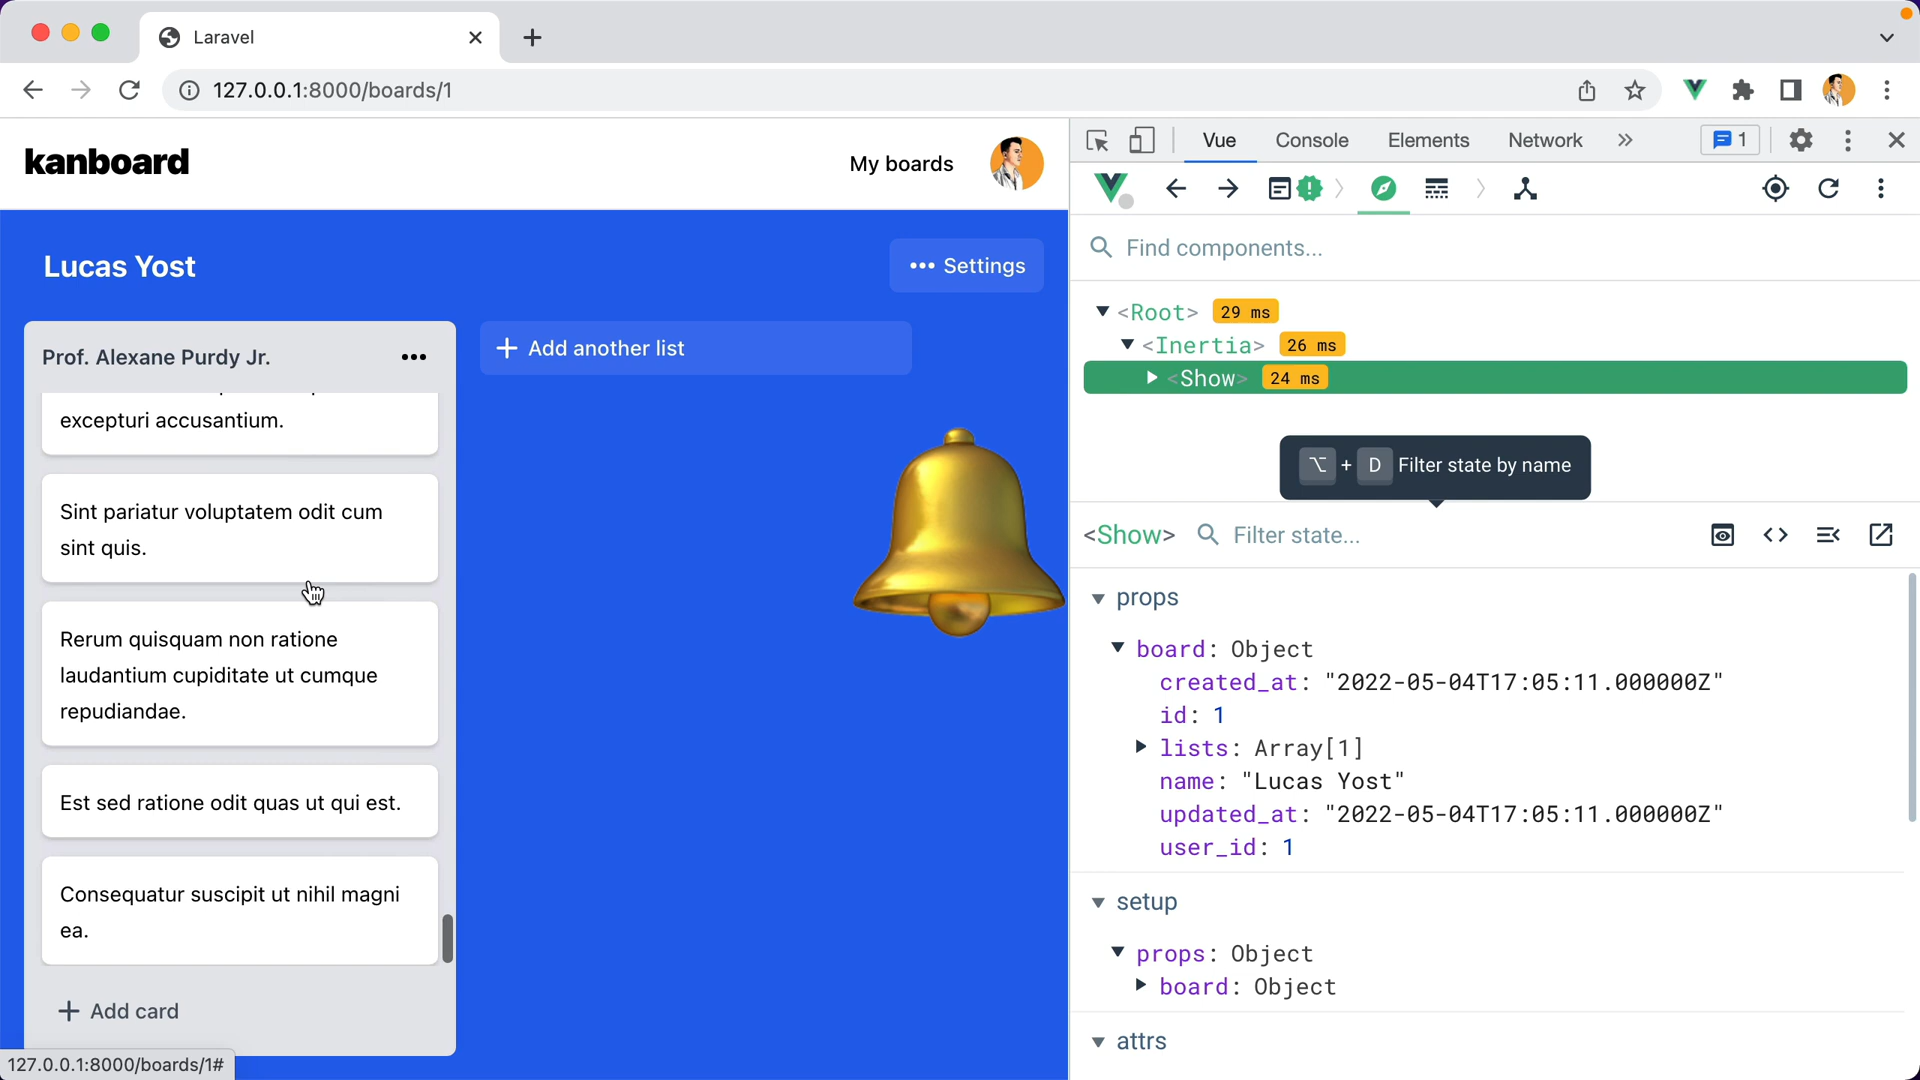 Laravel
127.0.0.1:8000/boards/1
kanboard
My boards
Lucas Yost
••• Settings
Prof. Alexane Purdy Jr.
•••
excepturi accusantium.
Sint pariatur voluptatem odit cum
sint quis.
Rerum quisquam non ratione
laudantium cupiditate ut cumque
repudiandae.
Est sed ratione odit quas ut qui est.
Consequatur suscipit ut nihil magni
ea.
+ Add card
+ Add another list
127.0.0.1:8000/boards/1#
Vue
Console
Elements
Network
»
1
Find components...
<Root> 29 ms
<Inertia> 26 ms
<Show> 24 ms
⌥ + D Filter state by name
<Show>
Filter state...
props
board: Object
created_at: "2022-05-04T17:05:11.000000Z"
id: 1
lists: Array[1]
name: "Lucas Yost"
updated_at: "2022-05-04T17:05:11.000000Z"
user_id: 1
setup
props: Object
board: Object
attrs